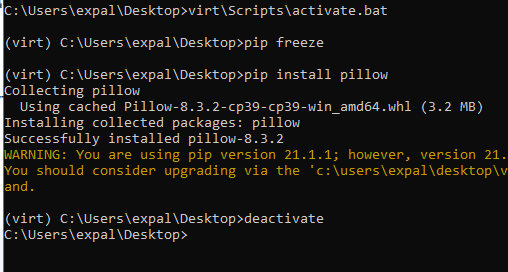 C:\Users\expal\Desktop>virt\Scripts\activate.bat
(virt) C:\Users\expal\Desktop>pip freeze
(virt) C:\Users\expal\Desktop>pip install pillow
Collecting pillow
  Using cached Pillow-8.3.2-cp39-cp39-win_amd64.whl (3.2 MB)
Installing collected packages: pillow
Successfully installed pillow-8.3.2
WARNING: You are using pip version 21.1.1; however, version 21.
You should consider upgrading via the 'c:\users\expal\desktop\v
and.
(virt) C:\Users\expal\Desktop>deactivate
C:\Users\expal\Desktop>